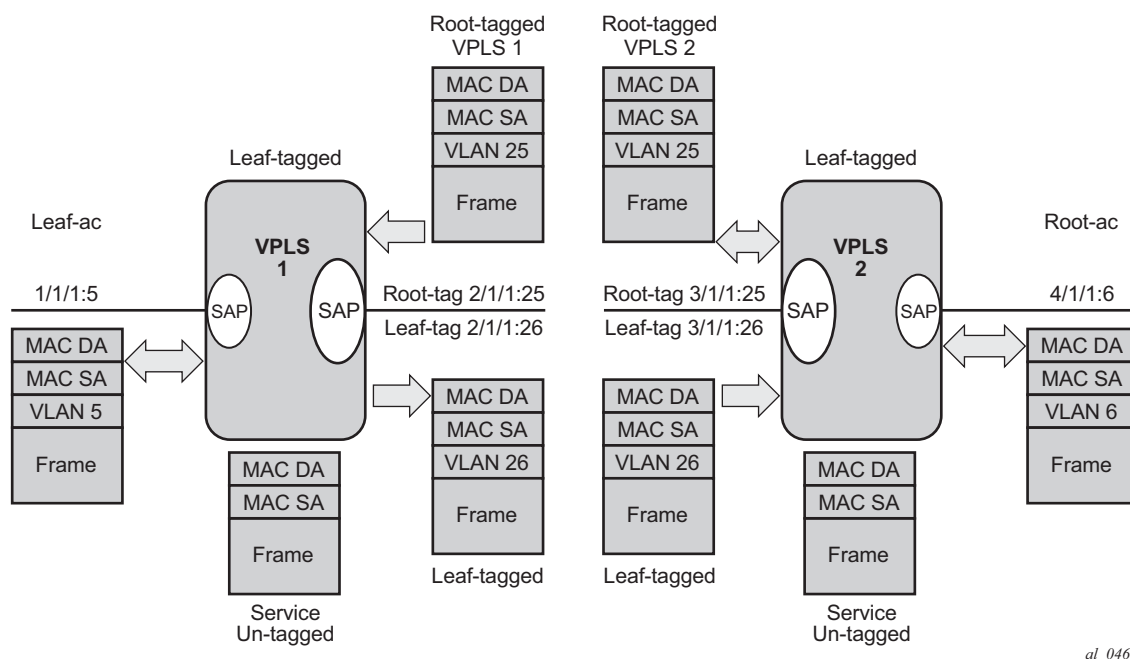 Root-tagged
VPLS 1
MAC DA
MAC SA
VLAN 25
Frame
Root-tagged
VPLS 2
MAC DA
MAC SA
VLAN 25
Frame
Leaf-tagged
Leaf-tagged
Leaf-ac
VPLS
1
VPLS
2
Root-ac
1/1/1:5
SAP
SAP
Root-tag 2/1/1:25
Leaf-tag 2/1/1:26
Root-tag 3/1/1:25
Leaf-tag 3/1/1:26
SAP
SAP
4/1/1:6
MAC DA
MAC SA
VLAN 5
Frame
MAC DA
MAC SA
Frame
Service
Un-tagged
MAC DA
MAC SA
VLAN 26
Frame
Leaf-tagged
MAC DA
MAC SA
VLAN 26
Frame
Leaf-tagged
MAC DA
MAC SA
Frame
Service
Un-tagged
MAC DA
MAC SA
VLAN 6
Frame
al_046